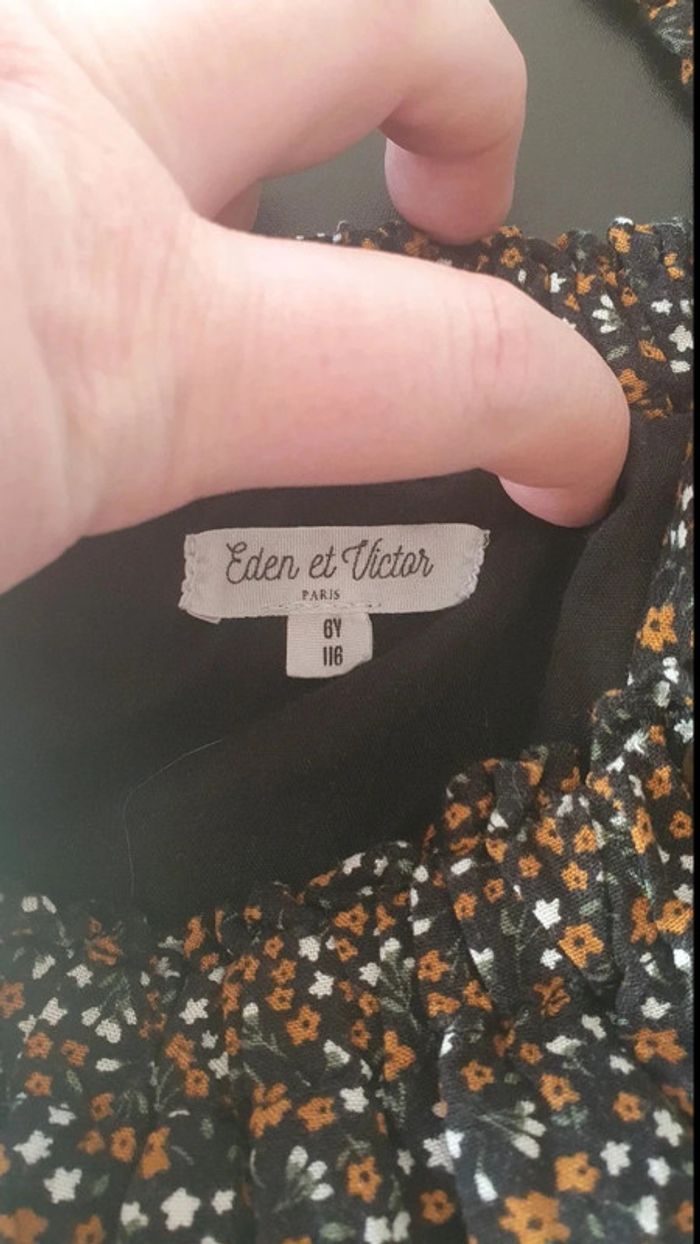 Eden et Victor
PARIS
6Y
116